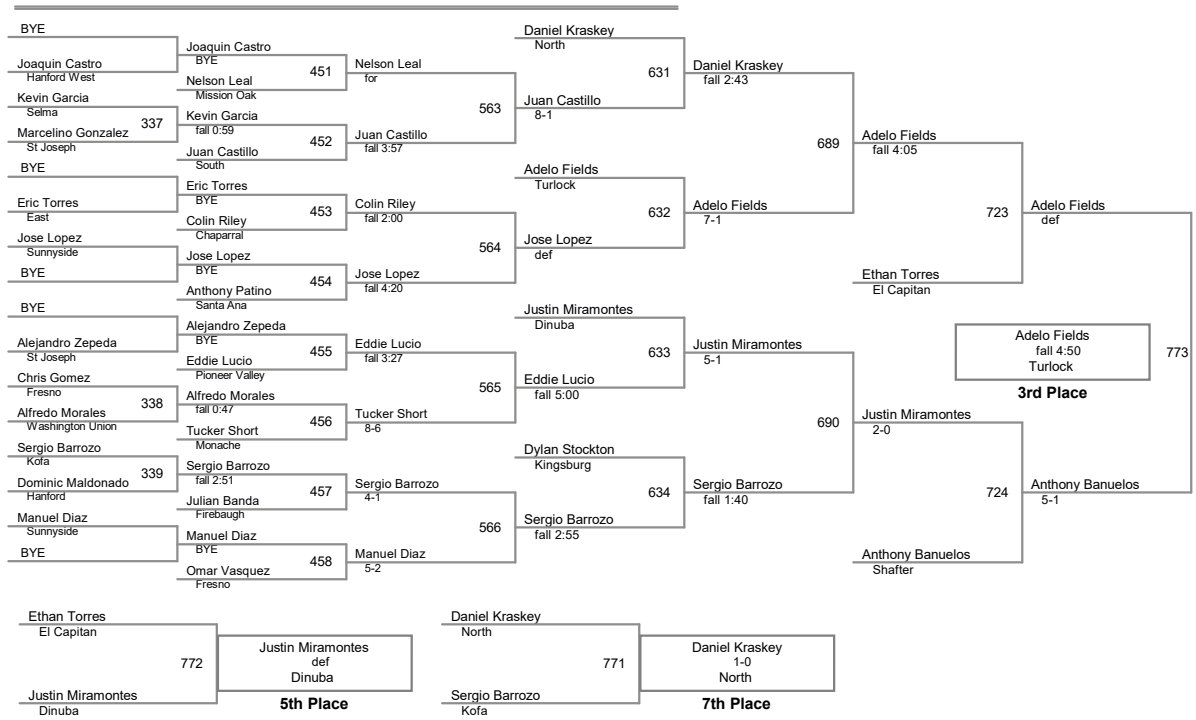 BYE
Joaquin Castro
Hanford West
Kevin Garcia
Selma
337
Marcelino Gonzalez
St Joseph
BYE
Eric Torres
East
Jose Lopez
Sunnyside
BYE
BYE
Alejandro Zepeda
St Joseph
Chris Gomez
Fresno
338
Alfredo Morales
Washington Union
Sergio Barrozo
Kofa
339
Dominic Maldonado
Hanford
Manuel Diaz
Sunnyside
BYE
Joaquin Castro
BYE
451
Nelson Leal
Mission Oak
Kevin Garcia
fall 0:59
452
Juan Castillo
South
Eric Torres
BYE
453
Colin Riley
Chaparral
Jose Lopez
BYE
454
Anthony Patino
Santa Ana
Alejandro Zepeda
BYE
455
Eddie Lucio
Pioneer Valley
Alfredo Morales
fall 0:47
456
Tucker Short
Monache
Sergio Barrozo
fall 2:51
457
Julian Banda
Firebaugh
Manuel Diaz
BYE
458
Omar Vasquez
Fresno
Nelson Leal
for
563
Juan Castillo
fall 3:57
Colin Riley
fall 2:00
564
Jose Lopez
fall 4:20
Eddie Lucio
fall 3:27
565
Tucker Short
8-6
Sergio Barrozo
4-1
566
Manuel Diaz
5-2
Daniel Kraskey
North
631
Juan Castillo
8-1
Adelo Fields
Turlock
632
Jose Lopez
def
Justin Miramontes
Dinuba
633
Eddie Lucio
fall 5:00
Dylan Stockton
Kingsburg
634
Sergio Barrozo
fall 2:55
Daniel Kraskey
fall 2:43
689
Adelo Fields
7-1
Justin Miramontes
5-1
690
Sergio Barrozo
fall 1:40
Adelo Fields
fall 4:05
723
Ethan Torres
El Capitan
Justin Miramontes
2-0
724
Anthony Banuelos
Shafter
Adelo Fields
def
773
Anthony Banuelos
5-1
Adelo Fields
fall 4:50
Turlock
3rd Place
Ethan Torres
El Capitan
772
Justin Miramontes
Dinuba
Justin Miramontes
def
Dinuba
5th Place
Daniel Kraskey
North
771
Sergio Barrozo
Kofa
Daniel Kraskey
1-0
North
7th Place